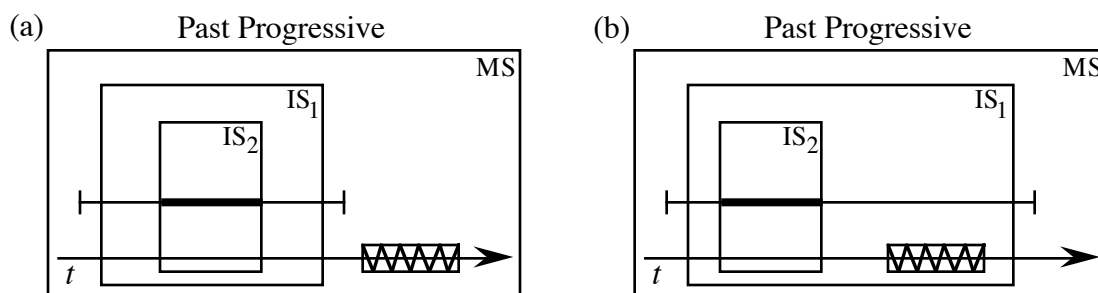 (a) Past Progressive
MS
IS1
IS2
t
(b) Past Progressive
MS
IS1
IS2
t